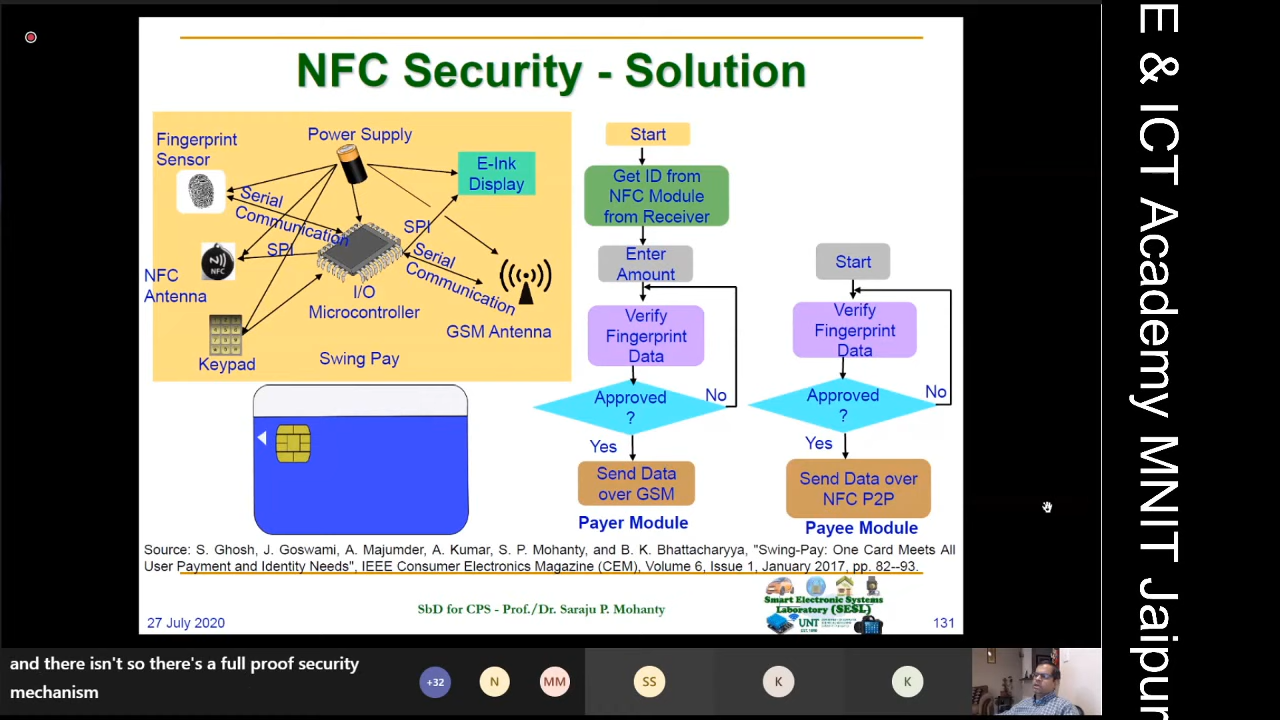 NFC Security - Solution
Fingerprint
Sensor
Power Supply
E-Ink
Display
Serial
Communication
SPI
SPI
Serial
Communication
NFC
NFC
Antenna
I/O
Microcontroller
GSM Antenna
Keypad
Swing Pay
Start
Get ID from
NFC Module
from Receiver
Enter
Amount
Verify
Fingerprint
Data
Approved
?
No
Yes
Send Data
over GSM
Payer Module
Start
Verify
Fingerprint
Data
Approved
?
No
Yes
Send Data over
NFC P2P
Payee Module
Source: S. Ghosh, J. Goswami, A. Majumder, A. Kumar, S. P. Mohanty, and B. K. Bhattacharyya, "Swing-Pay: One Card Meets All
User Payment and Identity Needs", IEEE Consumer Electronics Magazine (CEM), Volume 6, Issue 1, January 2017, pp. 82--93.
27 July 2020
SbD for CPS - Prof./Dr. Saraju P. Mohanty
Smart Electronic Systems
Laboratory (SESL)
UNT
131
E & ICT Academy MNIT Jaipur
and there isn't so there's a full proof security
mechanism
+32
N
MM
SS
K
K